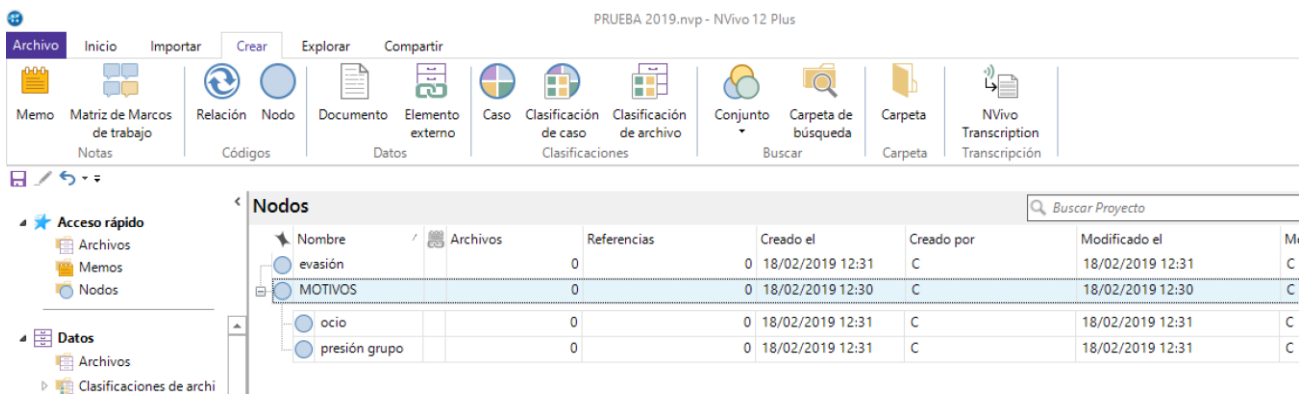 PRUEBA 2019.nvp - NVivo 12 Plus
Archivo Inicio Importar Crear Explorar Compartir
Memo Matriz de Marcos Relación Nodo Documento Elemento Caso Clasificación Clasificación Conjunto Carpeta de Carpeta NVivo
de trabajo externo de caso de archivo búsqueda Transcription
Notas Códigos Datos Clasificaciones Buscar Carpeta Transcripción
Acceso rápido
Archivos
Memos
Nodos
Datos
Archivos
Clasificaciones de archi
Nodos Buscar Proyecto
Nombre Archivos Referencias Creado el Creado por Modificado el
evasión 0 0 18/02/2019 12:31 C 18/02/2019 12:31 C
MOTIVOS 0 0 18/02/2019 12:30 C 18/02/2019 12:30 C
ocio 0 0 18/02/2019 12:31 C 18/02/2019 12:31 C
presión grupo 0 0 18/02/2019 12:31 C 18/02/2019 12:31 C